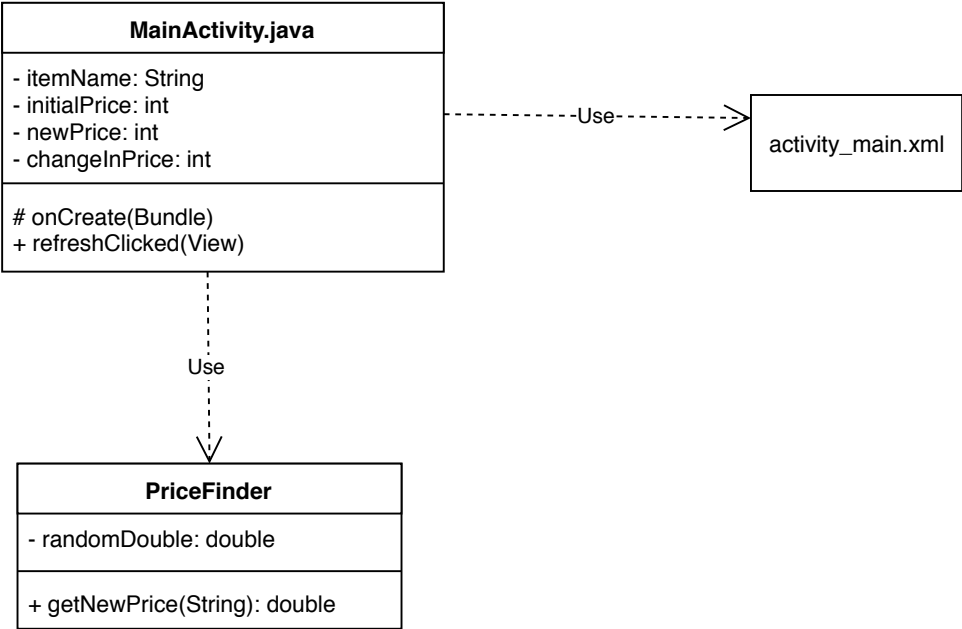 MainActivity.java
- itemName: String
- initialPrice: int
- newPrice: int
- changeInPrice: int
# onCreate(Bundle)
+ refreshClicked(View)
Use
activity_main.xml
Use
PriceFinder
- randomDouble: double
+ getNewPrice(String): double